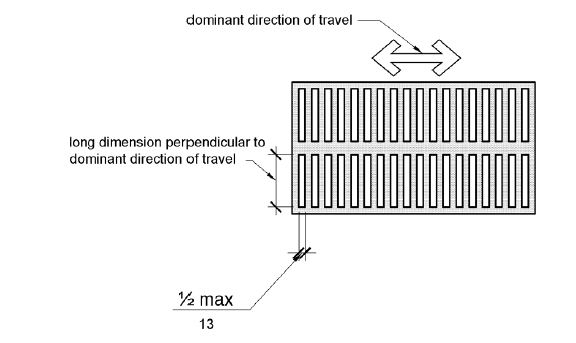 dominant direction of travel
long dimension perpendicular to
dominant direction of travel
½ max
13